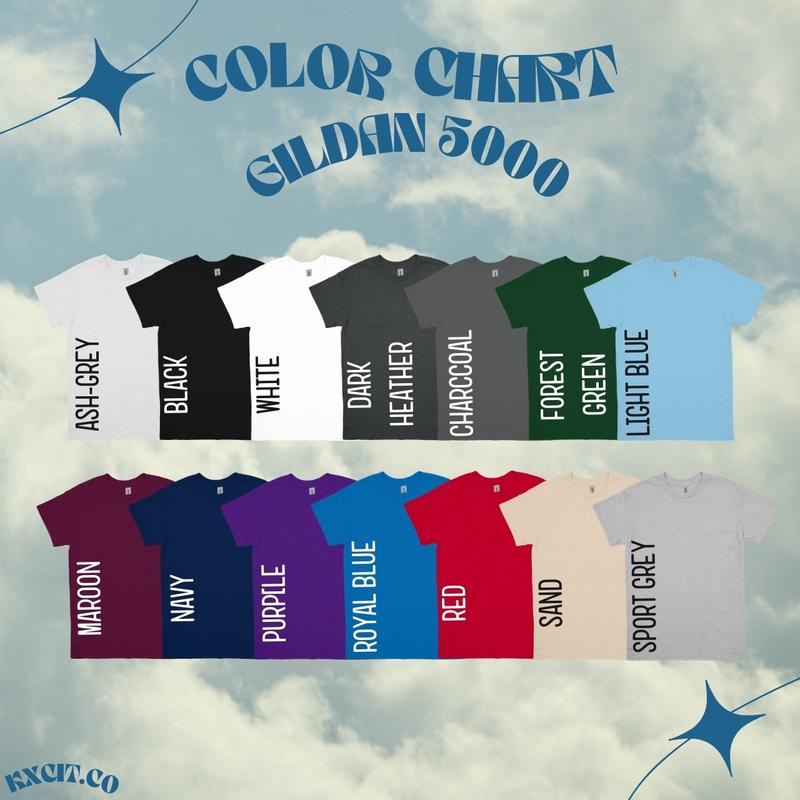 COLOR CHART
GILDAN 5000
ASH-GREY
BLACK
WHITE
DARK
HEATHER
CHARCCOAL
FOREST
GREEN
LIGHT BLUE
MAROON
NAVY
PURPLE
ROYAL BLUE
RED
SAND
SPORT GREY
KXCIT.CO